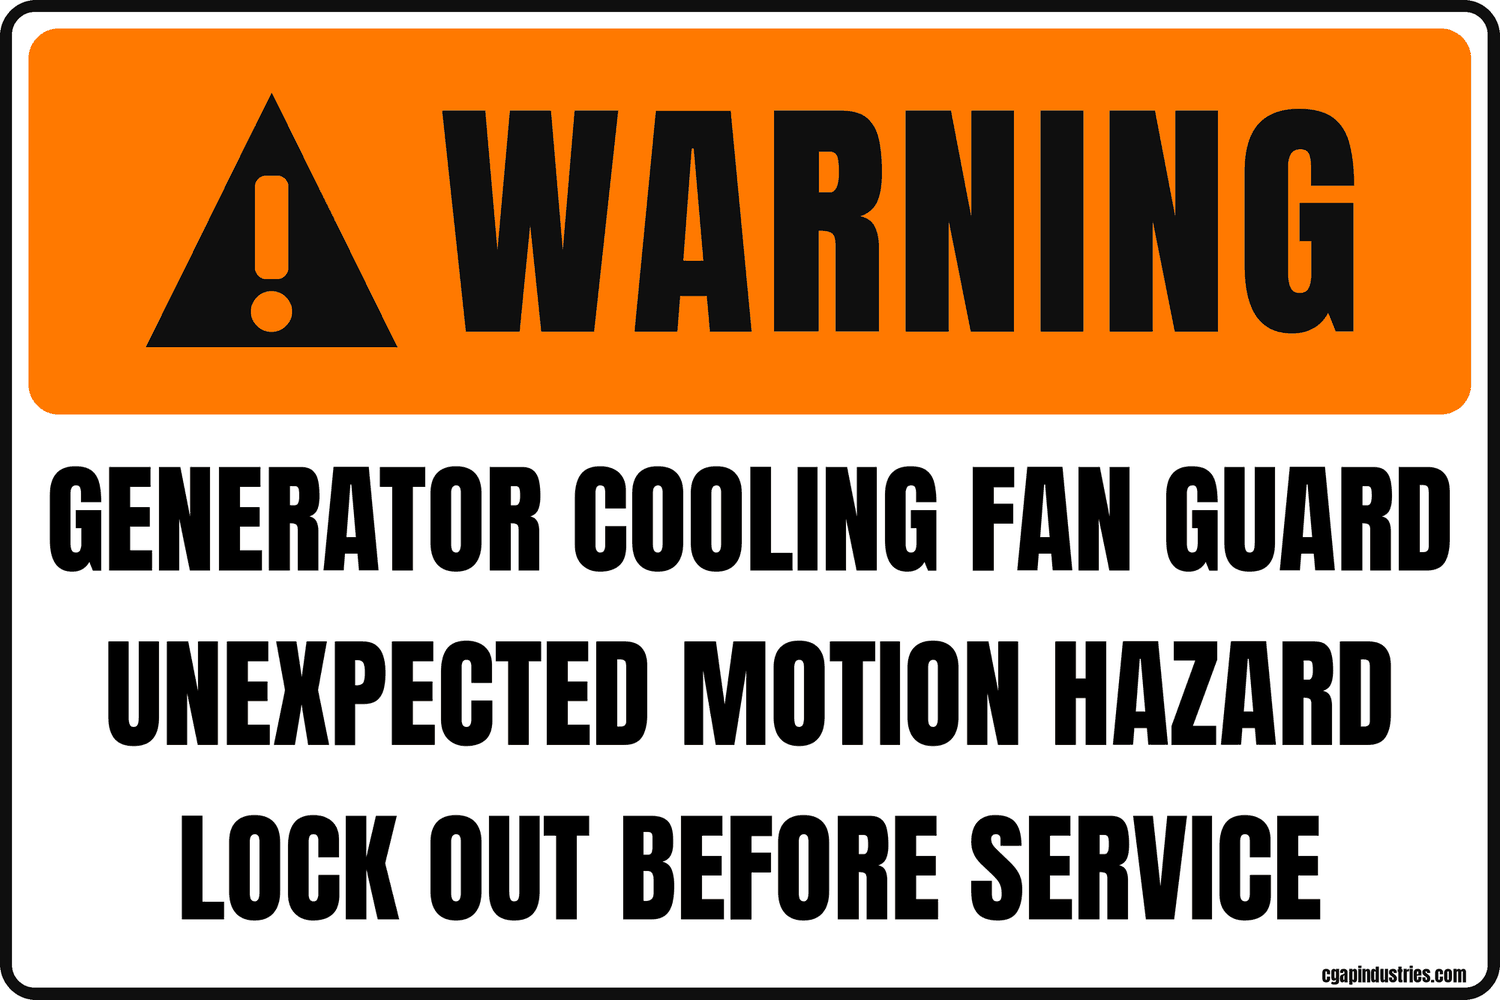 WARNING
GENERATOR COOLING FAN GUARD
UNEXPECTED MOTION HAZARD
LOCK OUT BEFORE SERVICE
cgapindustries.com